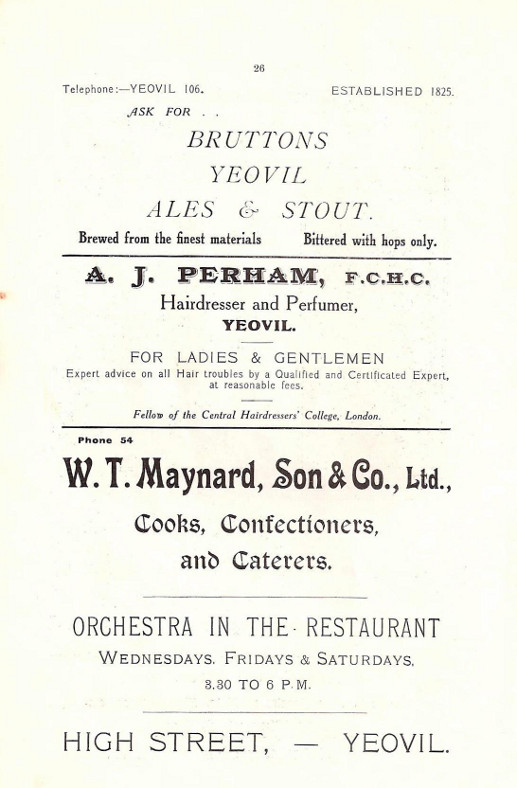 26
Telephone:—YEOVIL 106. ESTABLISHED 1825.
ASK FOR . .
BRUTTONS
YEOVIL
ALES & STOUT.
Brewed from the finest materials Bittered with hops only.
A. J. PERHAM, F.C.H.C.
Hairdresser and Perfumer,
YEOVIL.
FOR LADIES & GENTLEMEN
Expert advice on all Hair troubles by a Qualified and Certificated Expert,
at reasonable fees.
Fellow of the Central Hairdressers' College, London.
Phone 54
W. T. Maynard, Son & Co., Ltd.,
Cooks, Confectioners,
and Caterers.
ORCHESTRA IN THE RESTAURANT
WEDNESDAYS. FRIDAYS & SATURDAYS,
3.30 TO 6 P.M.
HIGH STREET, — YEOVIL.